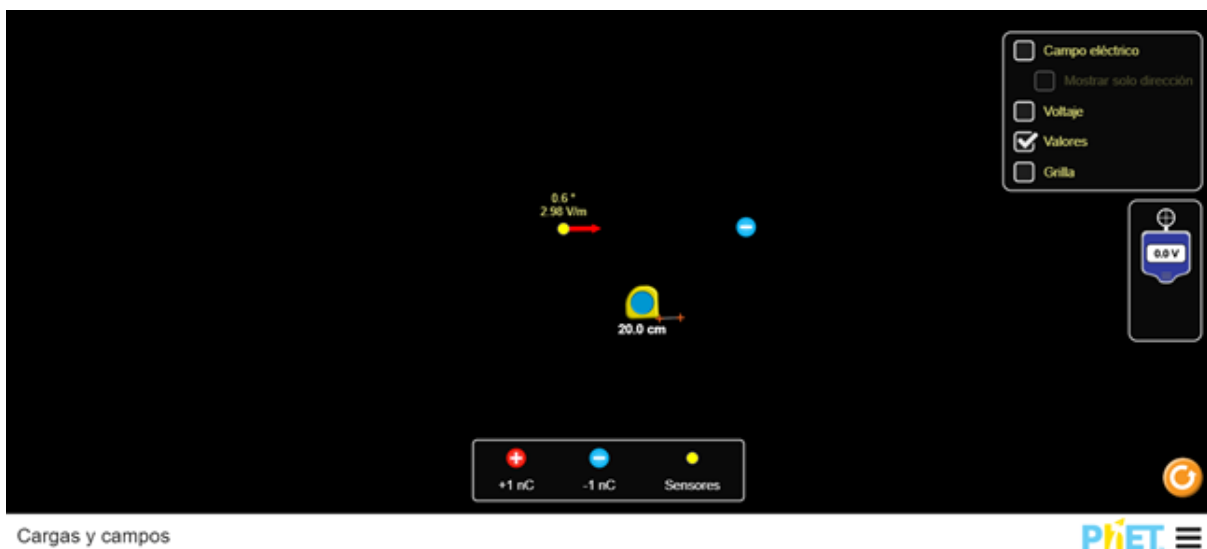 Campo eléctrico
Mostrar solo dirección
Voltaje
Valores
Grilla
0.6 °
2.98 V/m
0.0 V
20.0 cm
+1 nC
-1 nC
Sensores
Cargas y campos
PhET